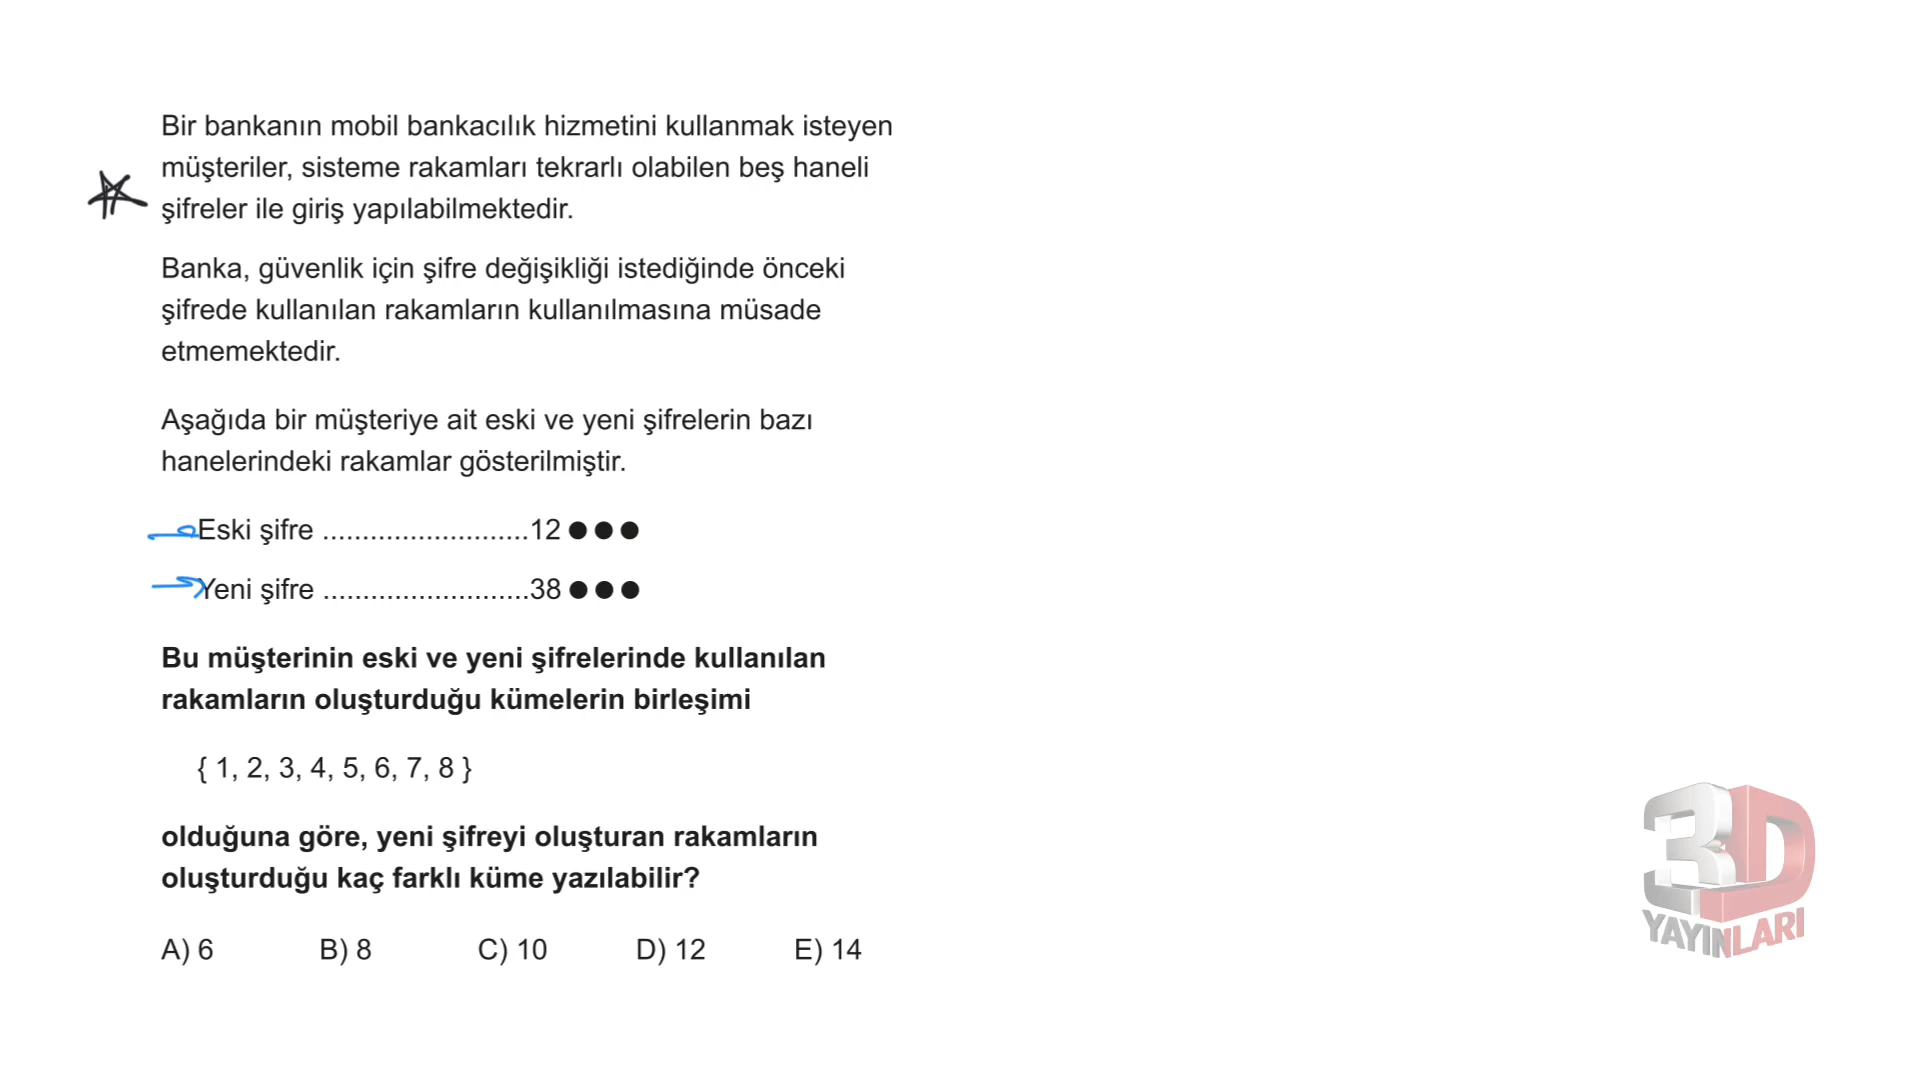 Bir bankanın mobil bankacılık hizmetini kullanmak isteyen
müşteriler, sisteme rakamları tekrarlı olabilen beş haneli
şifreler ile giriş yapılabilmektedir.
Banka, güvenlik için şifre değişikliği istediğinde önceki
şifrede kullanılan rakamların kullanılmasına müsade
etmemektedir.
Aşağıda bir müşteriye ait eski ve yeni şifrelerin bazı
hanelerindeki rakamlar gösterilmiştir.
Eski şifre ..........................12 ● ● ●
Yeni şifre ..........................38 ● ● ●
Bu müşterinin eski ve yeni şifrelerinde kullanılan
rakamların oluşturduğu kümelerin birleşimi
{ 1, 2, 3, 4, 5, 6, 7, 8 }
olduğuna göre, yeni şifreyi oluşturan rakamların
oluşturduğu kaç farklı küme yazılabilir?
A) 6 B) 8 C) 10 D) 12 E) 14
3D
YAYINLARI